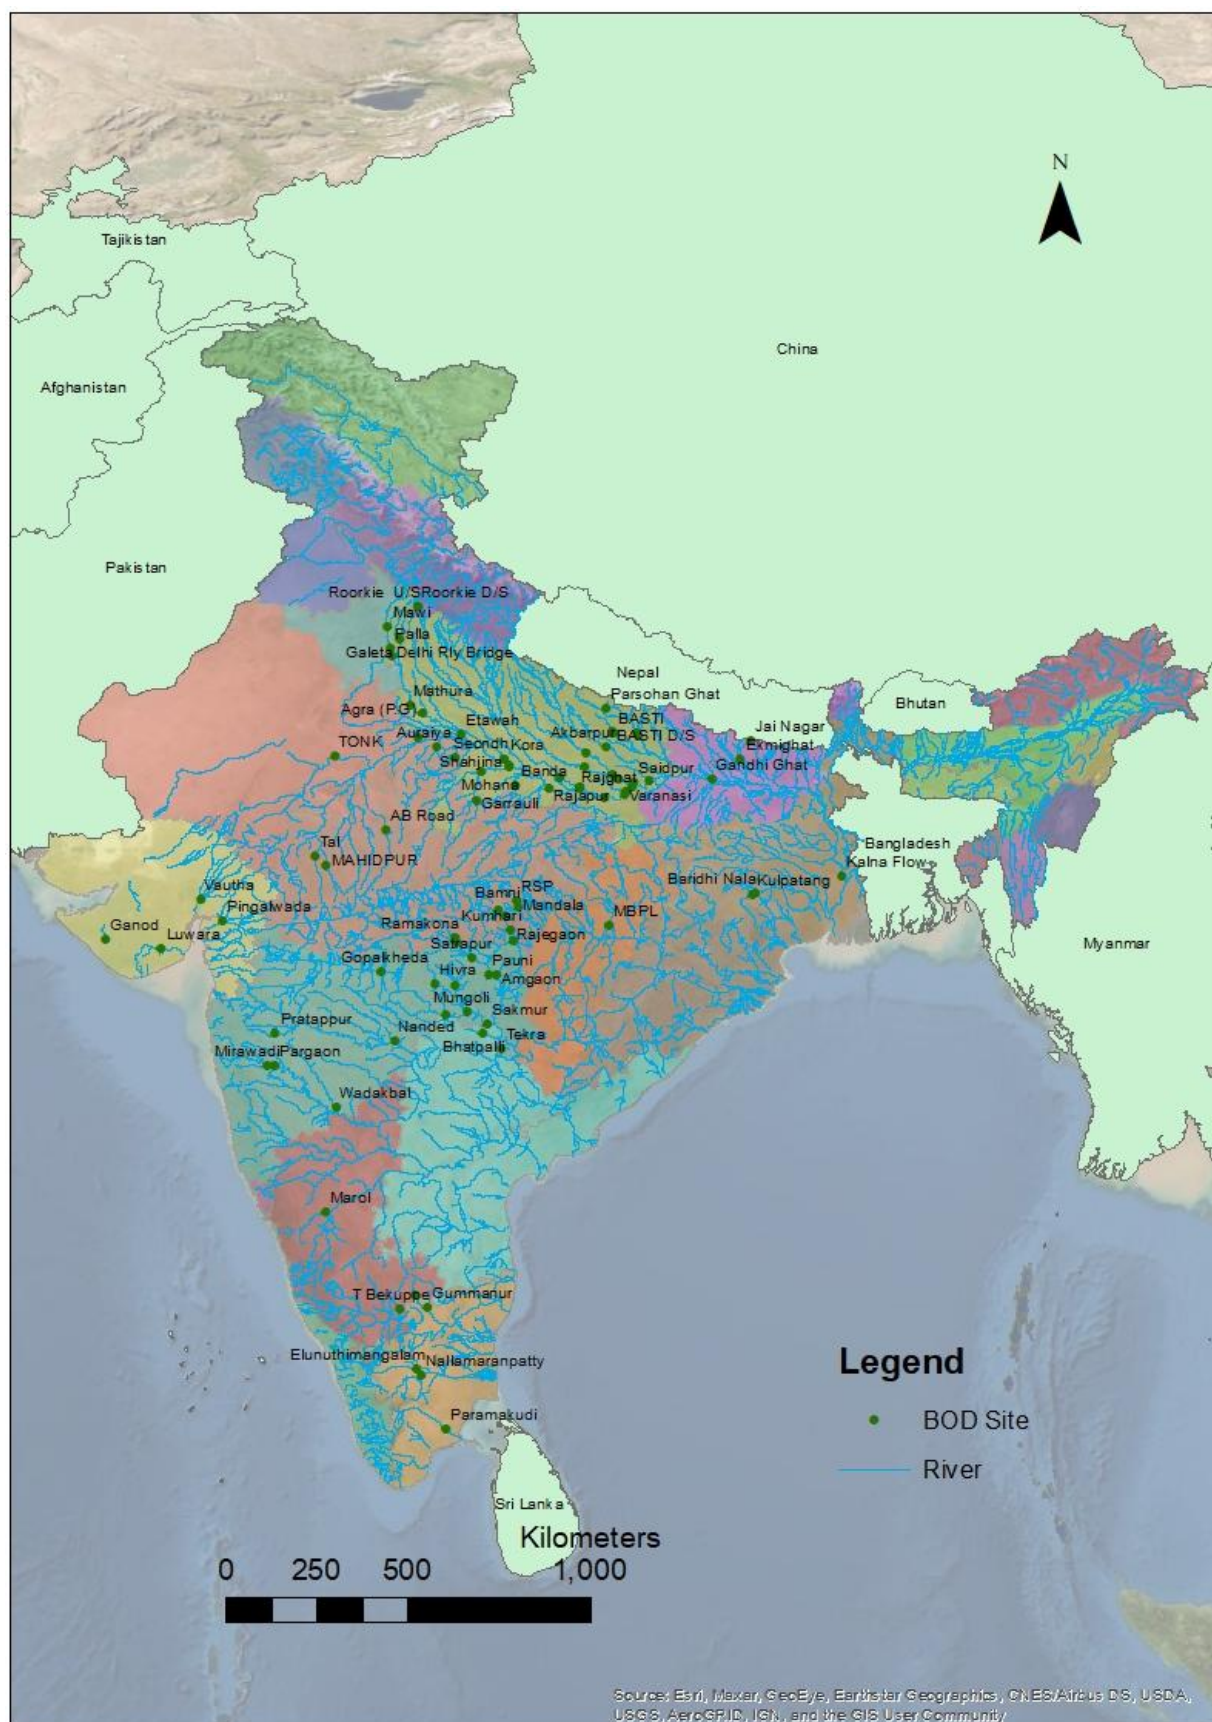 N
Tajikistan
China
Afghanistan
Pakistan
Roorkie U/S Roorkie D/S
Mawi
Palla
Galeta Delhi Rly Bridge
Nepal
Mathura
Parsohan Ghat
Bhutan
Agra (P.G)
Etawah
BASTI
Jai Nagar
Auraiya
Akbarpur
BASTI D/S
TONK
Seondh
Kora
Ekmighat
Shahjina
Gandhi Ghat
Banda
Rajghat
Saidpur
Mohana
Rajapur
Varanasi
Garrauli
AB Road
Tal
Bangladesh
MAHIDPUR
Kalna Flow
Baridhi Nala
Kulpatang
Vautha
RSP
Bamni
Mandala
Pingalwada
Kumhari
MBPL
Ganod
Ramakona
Rajegaon
Luwara
Satrapur
Myanmar
Pauni
Gopalkheda
Hivra
Amgaon
Mungoli
Sakmur
Pratappur
Nanded
Tekra
Bhatpalli
Mirawadi
Pargaon
Wadakbal
Marol
T Bekuppe
Gummanur
Elunuthimangalam
Nallamaranpatty
Legend
Paramakudi
BOD Site
River
Sri Lanka
Kilometers
0 250 500 1,000
Source: Esri, Maxar, GeoEye, Earthstar Geographics, CNES/Airbus DS, USDA,
USGS, AeroGRID, IGN, and the GIS User Community